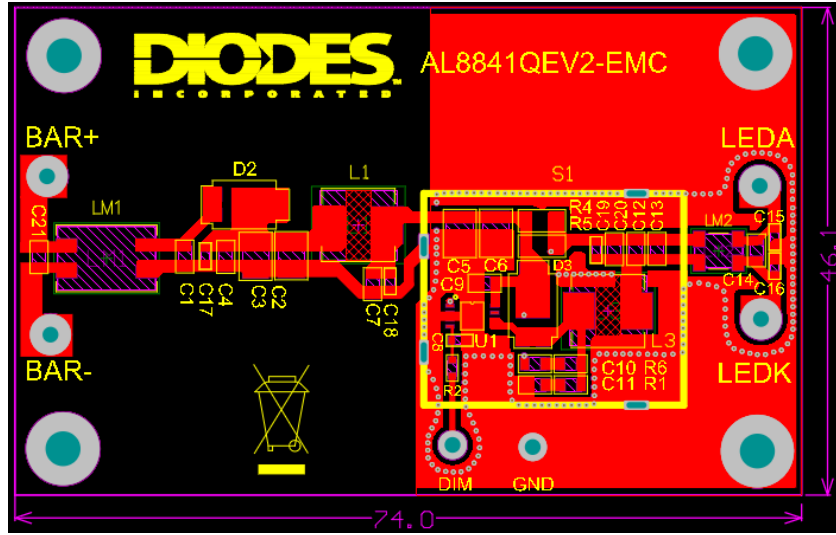 DIODES™
INCORPORATED
AL8841QEV2-EMC
BAR+
LEDA
D2
L1
S1
C21
LM1
R4
R5
C19
C20
C12
C13
LM2
C15
C1
C17
C4
C3
C2
C7
C18
C5
C6
D3
C14
C16
C9
C8
U1
L3
R2
C10 R6
C11 R1
BAR-
LEDK
DIM
GND
74.0
46.1